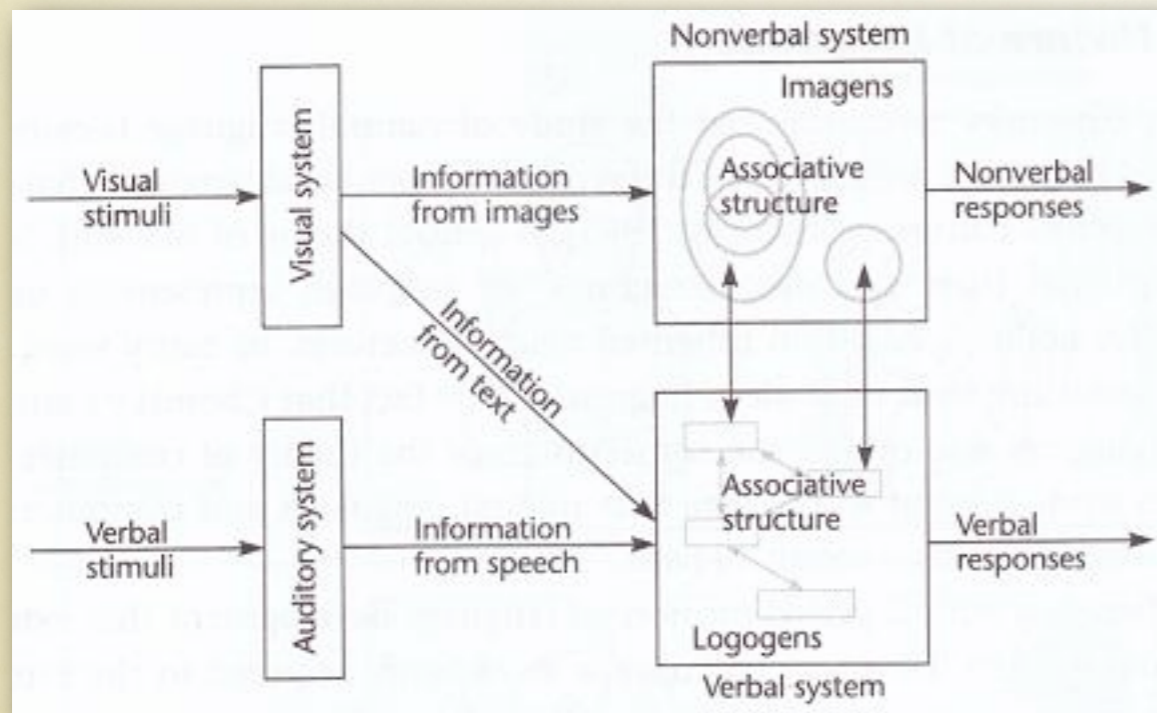 Nonverbal system
Imagens
Visual system
Visual
stimuli
Information
from images
Associative
structure
Nonverbal
responses
Information
from text
Auditory system
Verbal
stimuli
Information
from speech
Associative
structure
Verbal
responses
Logogens
Verbal system